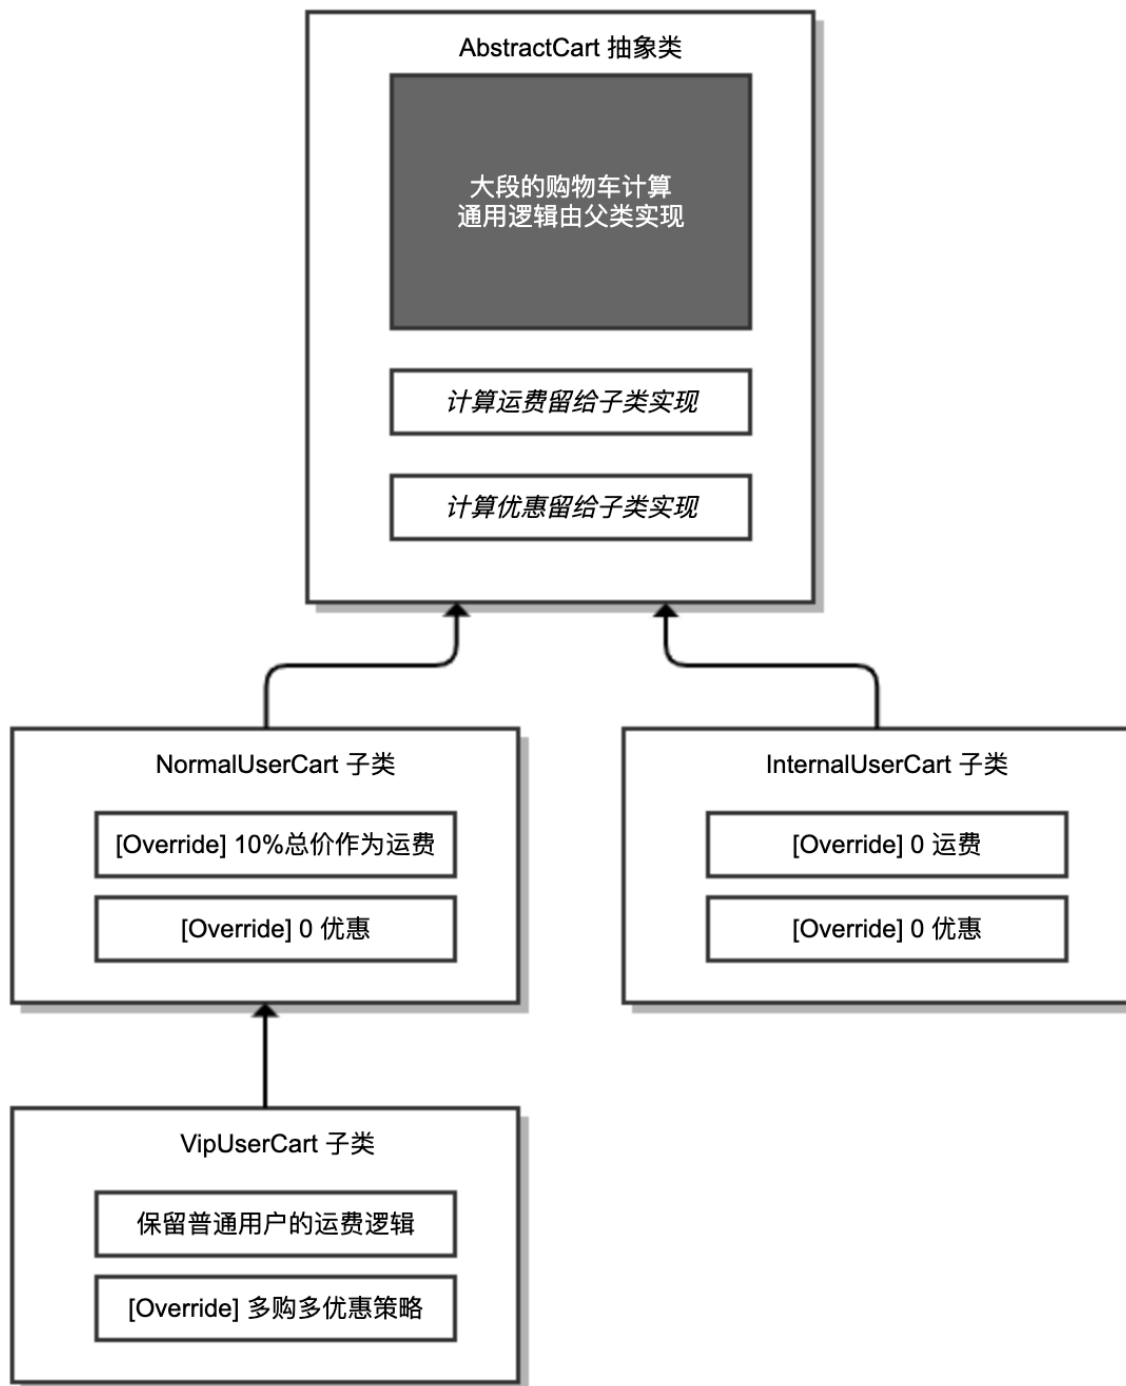 AbstractCart 抽象类
大段的购物车计算
通用逻辑由父类实现
计算运费留给子类实现
计算优惠留给子类实现
NormalUserCart 子类
[Override] 10%总价作为运费
[Override] 0 优惠
InternalUserCart 子类
[Override] 0 运费
[Override] 0 优惠
VipUserCart 子类
保留普通用户的运费逻辑
[Override] 多购多优惠策略